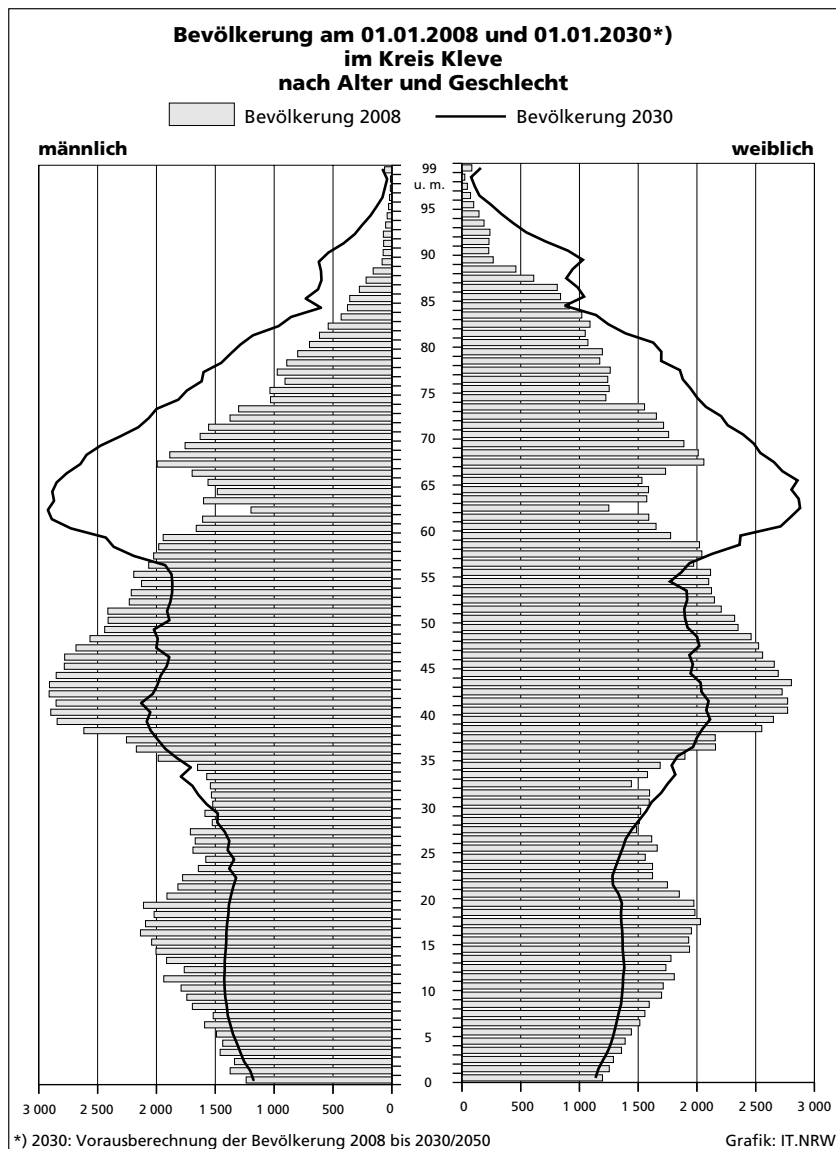 Bevölkerung am 01.01.2008 und 01.01.2030*)
im Kreis Kleve
nach Alter und Geschlecht
Bevölkerung 2008 Bevölkerung 2030
männlich weiblich
99
u. m.
95
90
85
80
75
70
65
60
55
50
45
40
35
30
25
20
15
10
5
0
3 000 2 500 2 000 1 500 1 000 500 0 0 500 1 000 1 500 2 000 2 500 3 000
*) 2030: Vorausberechnung der Bevölkerung 2008 bis 2030/2050 Grafik: IT.NRW